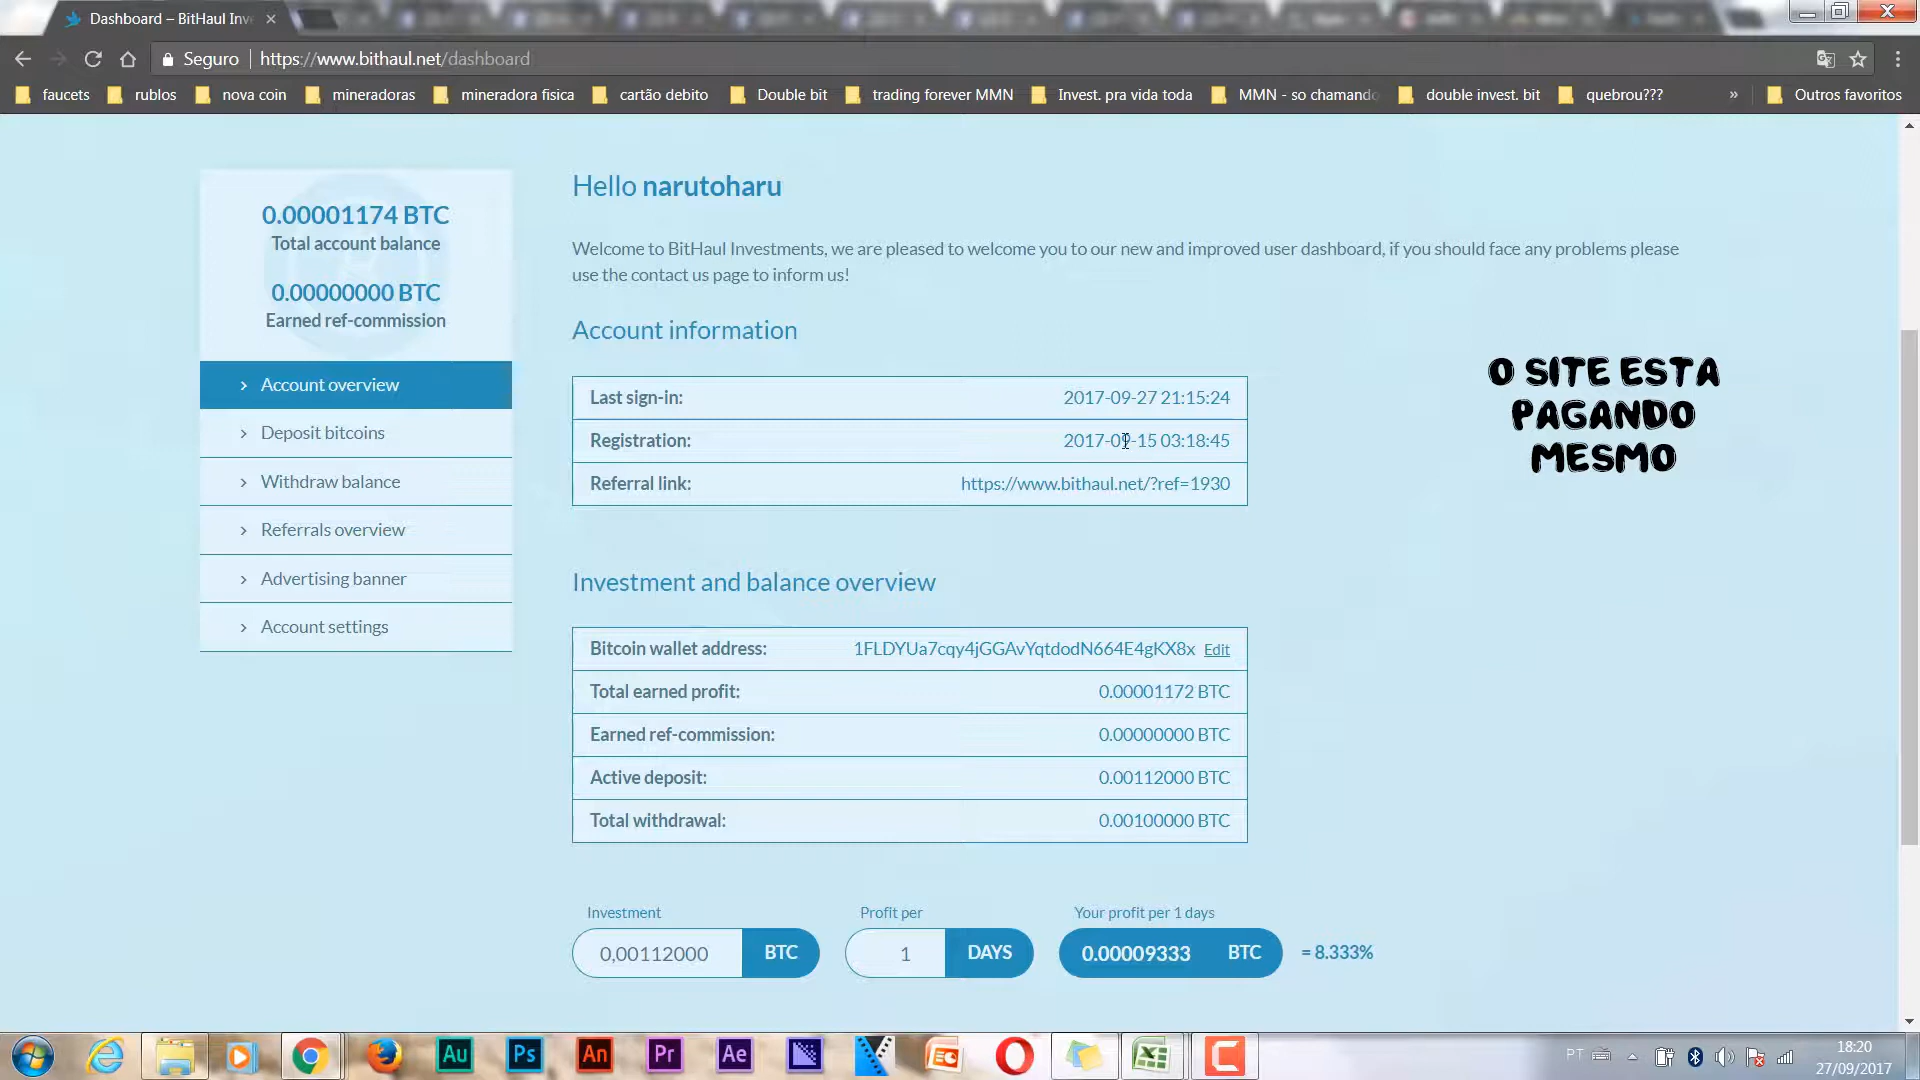 Dashboard – BitHaul Inv
Seguro
https://www.bithaul.net/dashboard
faucets
rublos
nova coin
mineradoras
mineradora fisica
cartão debito
Double bit
trading forever MMN
Invest. pra vida toda
MMN - so chamando
double invest. bit
quebrou???
»
Outros favoritos
0.00001174 BTC
Total account balance
0.00000000 BTC
Earned ref-commission
Account overview
Deposit bitcoins
Withdraw balance
Referrals overview
Advertising banner
Account settings
Hello narutoharu
Welcome to BitHaul Investments, we are pleased to welcome you to our new and improved user dashboard, if you should face any problems please
use the contact us page to inform us!
Account information
Last sign-in: 2017-09-27 21:15:24
Registration: 2017-09-15 03:18:45
Referral link: https://www.bithaul.net/?ref=1930
O SITE ESTA
PAGANDO
MESMO
Investment and balance overview
Bitcoin wallet address: 1FLDYUa7cqy4jGGAvYqtdodN664E4gKX8x Edit
Total earned profit: 0.00001172 BTC
Earned ref-commission: 0.00000000 BTC
Active deposit: 0.00112000 BTC
Total withdrawal: 0.00100000 BTC
Investment
Profit per
Your profit per 1 days
0,00112000 BTC
1 DAYS
0.00009333 BTC
= 8.333%
Au
Ps
An
Pr
Ae
PT
18:20
27/09/2017